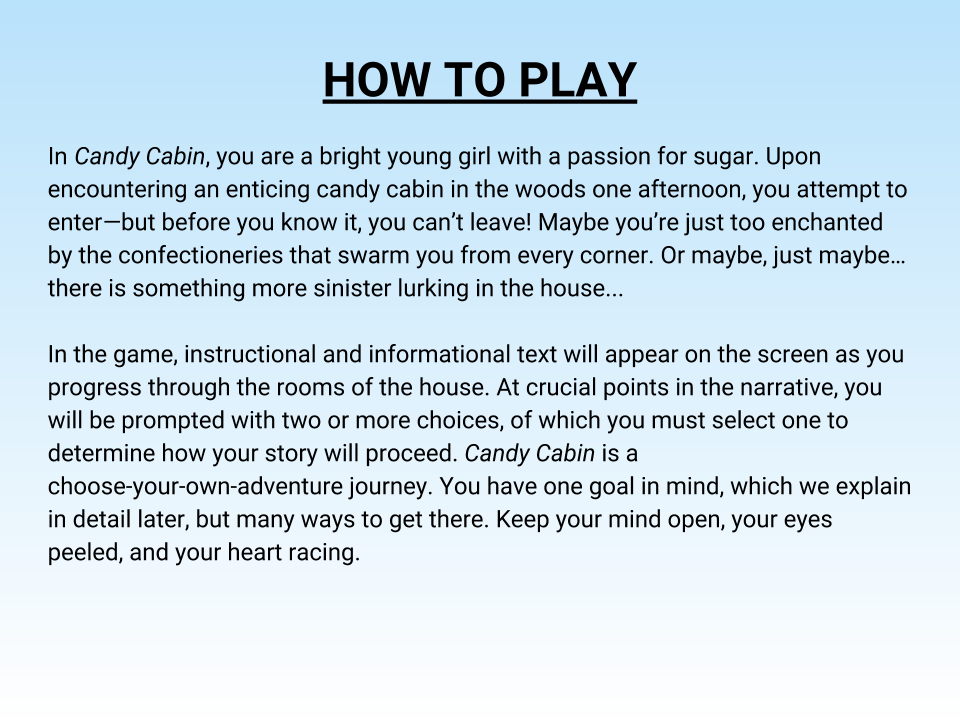 HOW TO PLAY
In Candy Cabin, you are a bright young girl with a passion for sugar. Upon
encountering an enticing candy cabin in the woods one afternoon, you attempt to
enter—but before you know it, you can’t leave! Maybe you’re just too enchanted
by the confectioneries that swarm you from every corner. Or maybe, just maybe…
there is something more sinister lurking in the house...
In the game, instructional and informational text will appear on the screen as you
progress through the rooms of the house. At crucial points in the narrative, you
will be prompted with two or more choices, of which you must select one to
determine how your story will proceed. Candy Cabin is a
choose-your-own-adventure journey. You have one goal in mind, which we explain
in detail later, but many ways to get there. Keep your mind open, your eyes
peeled, and your heart racing.